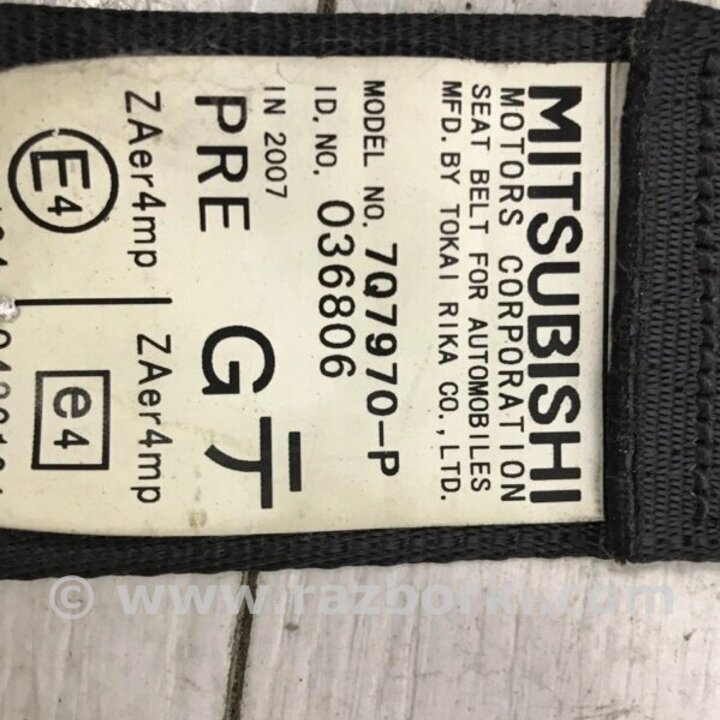 MITSUBISHI
MOTORS CORPORATION
SEAT BELT FOR AUTOMOBILES
MFD. BY TOKAI RIKA CO., LTD.
MODEL NO. 7Q7970-P
ID. NO. 036806
IN 2007
PRE G テ
ZAer4mp ZAer4mp
E4 e4
© www.razborki.com